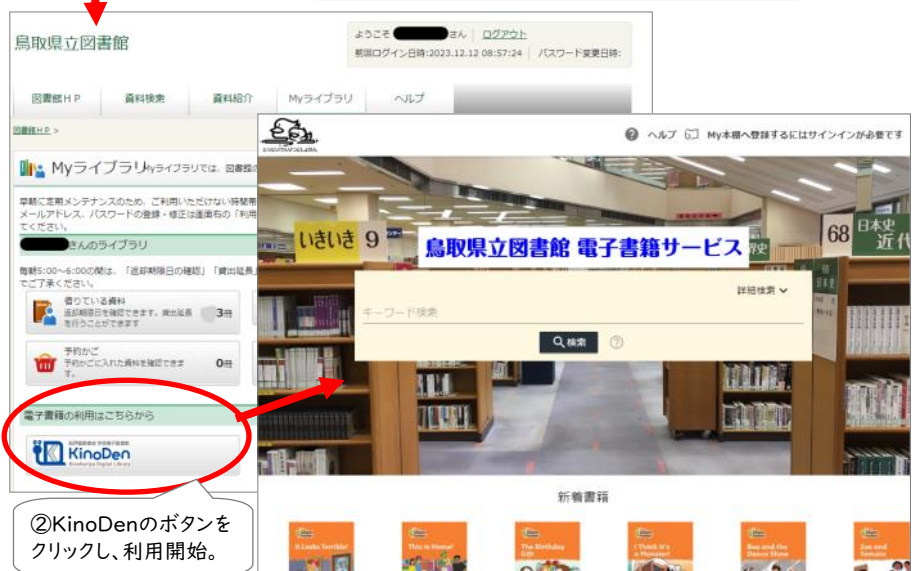 鳥取県立図書館
ようこそ さん ログアウト
前回ログイン日時:2023.12.12 08:57:24 パスワード変更日時:
図書館HP 資料検索 資料紹介 Myライブラリ ヘルプ
図書館HP >
Myライブラリ Myライブラリでは、図書館の
早朝に定期メンテナンスのため、ご利用いただけない時間帯
メールアドレス、パスワードの登録・修正は画面右の「利用
てください。
さんのライブラリ
毎朝5:00~6:00の間は、「返却期限日の確認」「貸出延長」
でご了承ください。
借りている資料
返却期限日を確認できます。貸出延長
を行うことができます
3冊
予約かご
予約かごに入れた資料を確認できま
す。
0冊
電子書籍の利用はこちらから
KinoDen
Kinokuniya Digital Library
②KinoDenのボタンを
クリックし、利用開始。
ヘルプ My本棚へ登録するにはサインインが必要です
いきいき 9
68 日本史
近代
鳥取県立図書館 電子書籍サービス
詳細検索
キーワード検索
検索
新着書籍
It Looks Terrible!
This Is Home!
The Birthday
Gift
I Think It's
a Monster!
Zoe and the
Dance Show
Zoe and
Tomato